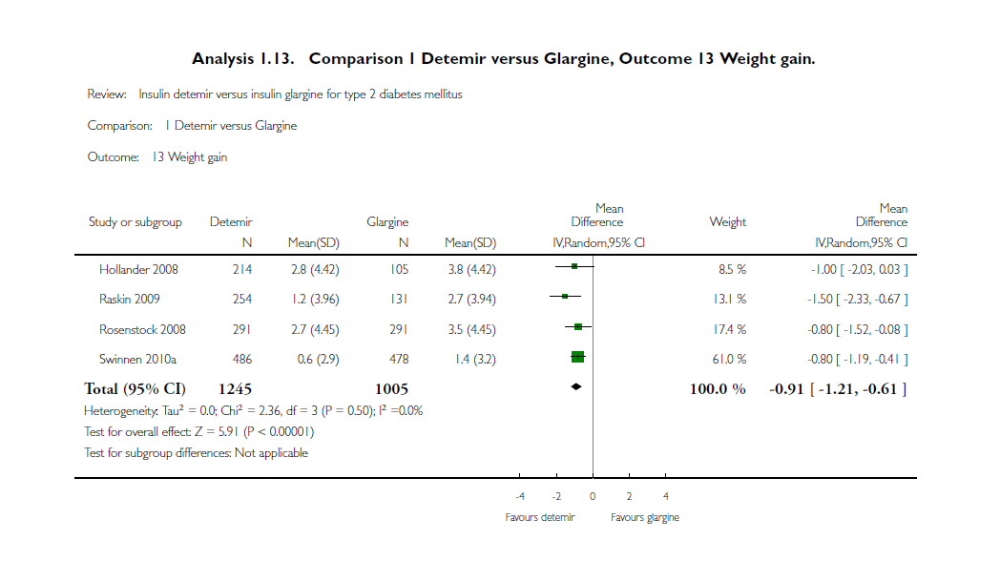 Analysis 1.13. Comparison 1 Detemir versus Glargine, Outcome 13 Weight gain.
Review: Insulin detemir versus insulin glargine for type 2 diabetes mellitus
Comparison: 1 Detemir versus Glargine
Outcome: 13 Weight gain
Mean Mean
Study or subgroup Detemir Glargine Difference Weight Difference
N Mean(SD) N Mean(SD) IV,Random,95% CI IV,Random,95% CI
Hollander 2008 214 2.8 (4.42) 105 3.8 (4.42) 8.5 % -1.00 [ -2.03, 0.03 ]
Raskin 2009 254 1.2 (3.96) 131 2.7 (3.94) 13.1 % -1.50 [ -2.33, -0.67 ]
Rosenstock 2008 291 2.7 (4.45) 291 3.5 (4.45) 17.4 % -0.80 [ -1.52, -0.08 ]
Swinnen 2010a 486 0.6 (2.9) 478 1.4 (3.2) 61.0 % -0.80 [ -1.19, -0.41 ]
Total (95% CI) 1245 1005 100.0 % -0.91 [ -1.21, -0.61 ]
Heterogeneity: Tau² = 0.0; Chi² = 2.36, df = 3 (P = 0.50); I² =0.0%
Test for overall effect: Z = 5.91 (P < 0.00001)
Test for subgroup differences: Not applicable
-4 -2 0 2 4
Favours detemir Favours glargine